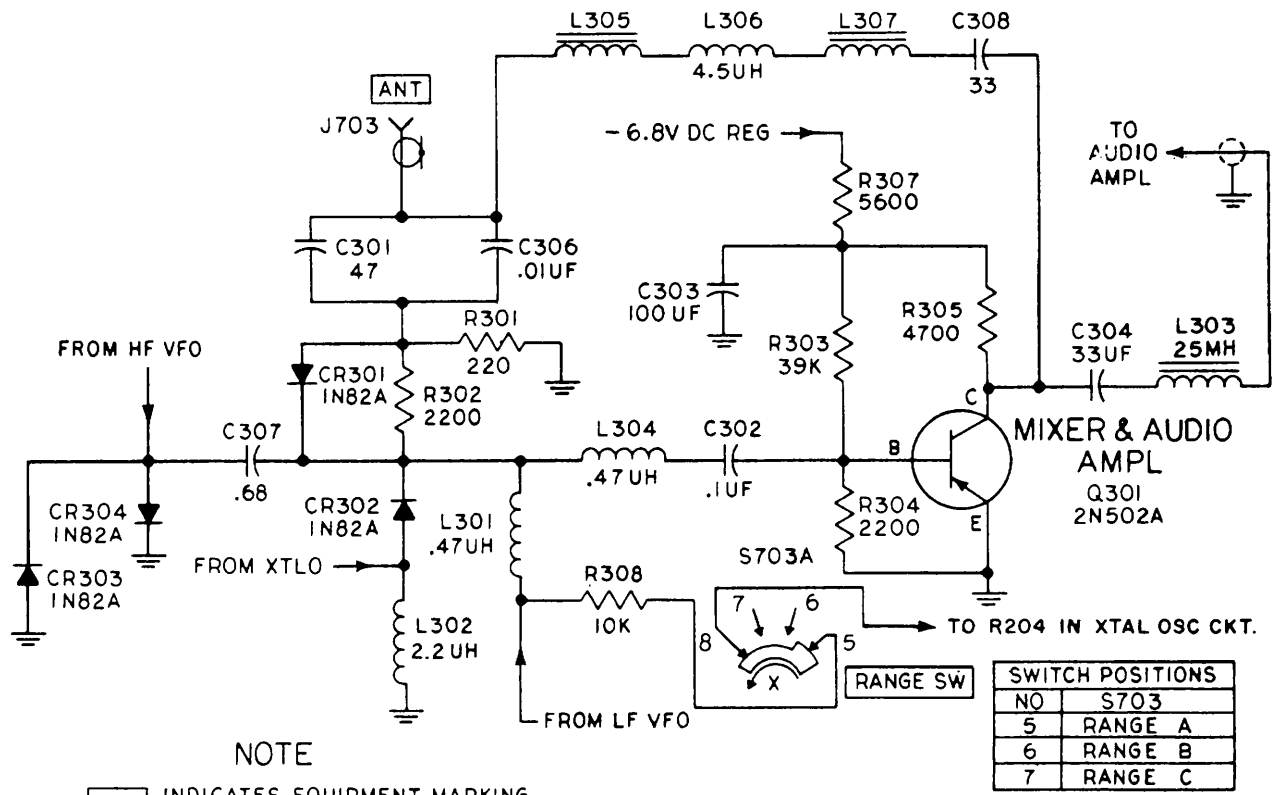 L305
L306
4.5UH
L307
C308
33
ANT
J703
-6.8V DC REG
TO
AUDIO
AMPL
R307
5600
C301
47
C306
.01UF
C303
100UF
R305
4700
R303
39K
C304
33UF
L303
25MH
FROM HF VFO
R301
220
CR301
1N82A
R302
2200
C307
.68
L304
.47UH
C302
.1UF
B
C
E
MIXER & AUDIO
AMPL
Q301
2N502A
CR304
1N82A
CR303
1N82A
CR302
1N82A
L301
.47UH
R304
2200
FROM XTLO
S703A
R308
10K
7
6
8
5
X
TO R204 IN XTAL OSC CKT.
L302
2.2UH
RANGE SW
FROM LF VFO
SWITCH POSITIONS
NO S703
5 RANGE A
6 RANGE B
7 RANGE C
NOTE
INDICATES EQUIPMENT MARKING